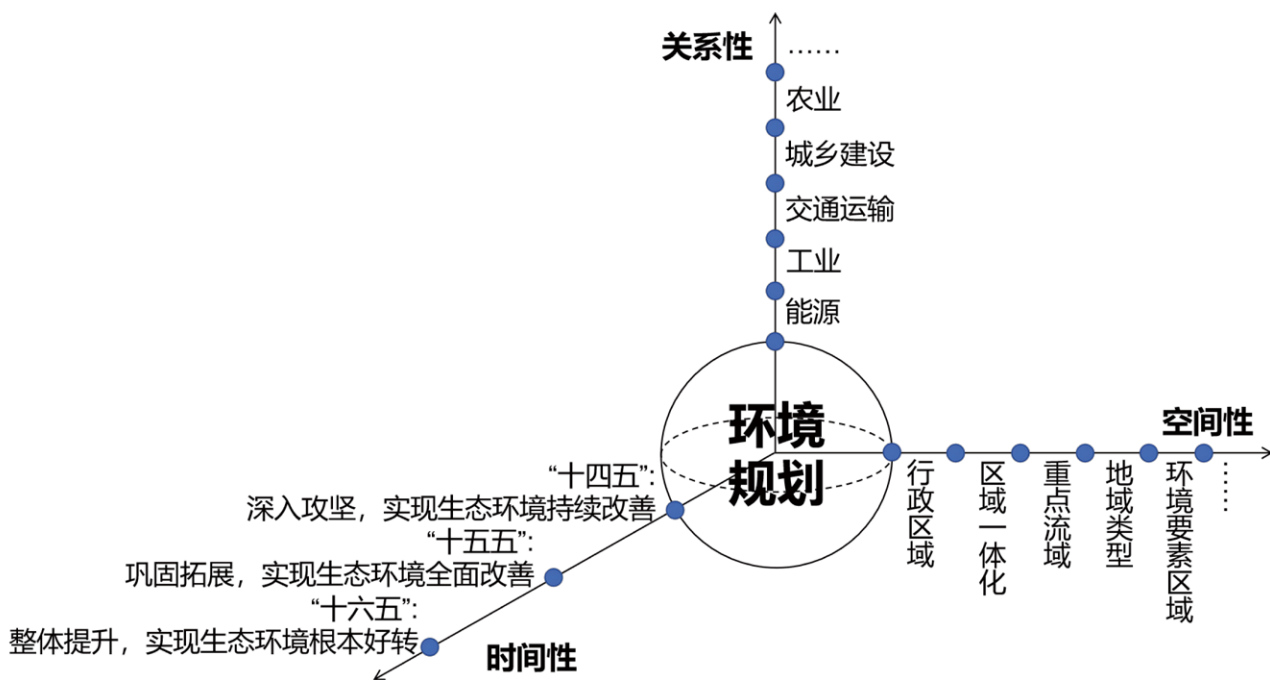 关系性
……
农业
城乡建设
交通运输
工业
能源
环境
规划
空间性
行政区域
区域一体化
重点流域
地域类型
环境要素区域
……
“十四五”：
深入攻坚，实现生态环境持续改善
“十五五”：
巩固拓展，实现生态环境全面改善
“十六五”：
整体提升，实现生态环境根本好转
时间性